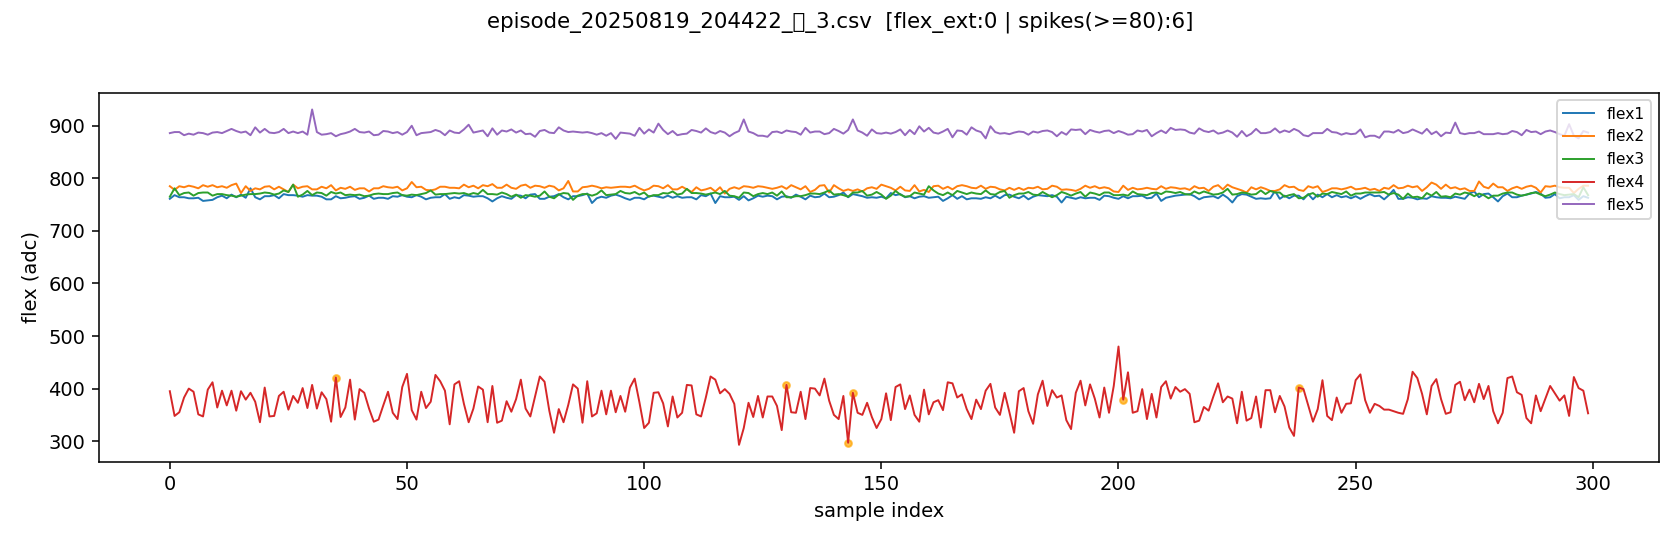 episode_20250819_204422_▯_3.csv  [flex_ext:0 | spikes(>=80):6]
flex (adc)
900
800
700
600
500
400
300
0
50
100
150
200
250
300
sample index
flex1
flex2
flex3
flex4
flex5